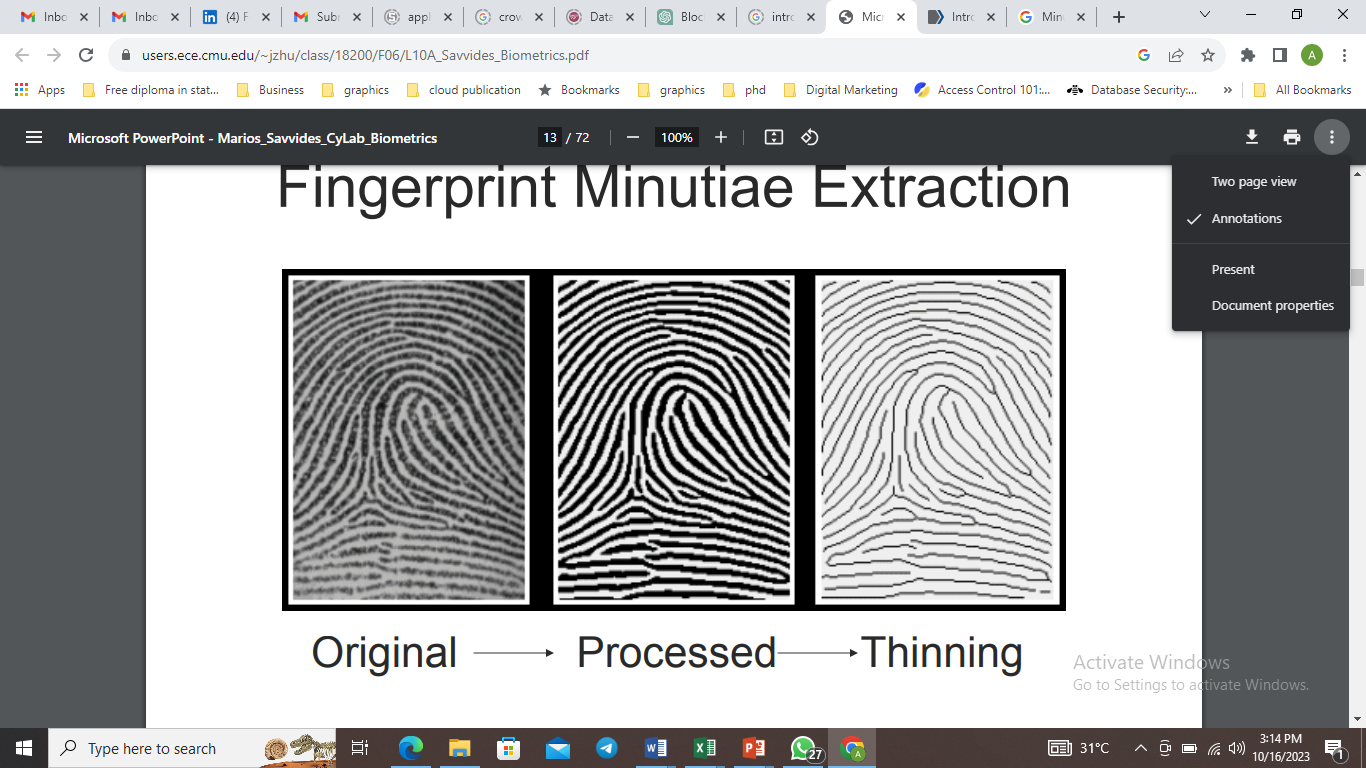 Inbo
Inbo
(4) F
Subr
appl
crow
Data
Bloc
intro
Micr
Intro
Min
users.ece.cmu.edu/~jzhu/class/18200/F06/L10A_Savvides_Biometrics.pdf
A
Apps
Free diploma in stat...
Business
graphics
cloud publication
Bookmarks
graphics
phd
Digital Marketing
Access Control 101:...
Database Security:...
»
All Bookmarks
Microsoft PowerPoint - Marios_Savvides_CyLab_Biometrics
13 / 72
100%
Two page view
Annotations
Present
Document properties
Fingerprint Minutiae Extraction
Original
Processed
Thinning
Activate Windows
Go to Settings to activate Windows.
Type here to search
27
A
31°C
3:14 PM
10/16/2023
1